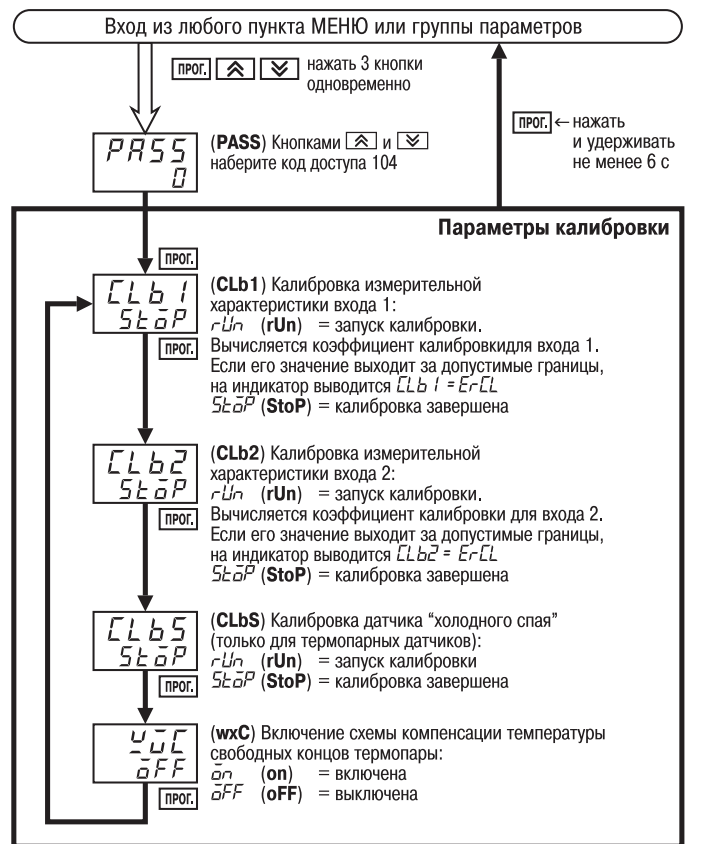 Вход из любого пункта МЕНЮ или группы параметров
ПРОГ. нажать 3 кнопки
одновременно
ПРОГ. ← нажать
и удерживать
не менее 6 с
PASS
0
(PASS) Кнопками и
наберите код доступа 104
Параметры калибровки
ПРОГ.
CLb1
StoP
ПРОГ.
(CLb1) Калибровка измерительной
характеристики входа 1:
rUn (rUn) = запуск калибровки.
Вычисляется коэффициент калибровкидля входа 1.
Если его значение выходит за допустимые границы,
на индикатор выводится CLb1 = ErCL
StoP (StoP) = калибровка завершена
CLb2
StoP
ПРОГ.
(CLb2) Калибровка измерительной
характеристики входа 2:
rUn (rUn) = запуск калибровки.
Вычисляется коэффициент калибровки для входа 2.
Если его значение выходит за допустимые границы,
на индикатор выводится CLb2 = ErCL
StoP (StoP) = калибровка завершена
CLbS
StoP
ПРОГ.
(CLbS) Калибровка датчика “холодного спая”
(только для термопарных датчиков):
rUn (rUn) = запуск калибровки
StoP (StoP) = калибровка завершена
oFF
ПРОГ.
(wxC) Включение схемы компенсации температуры
свободных концов термопары:
on (on) = включена
oFF (oFF) = выключена